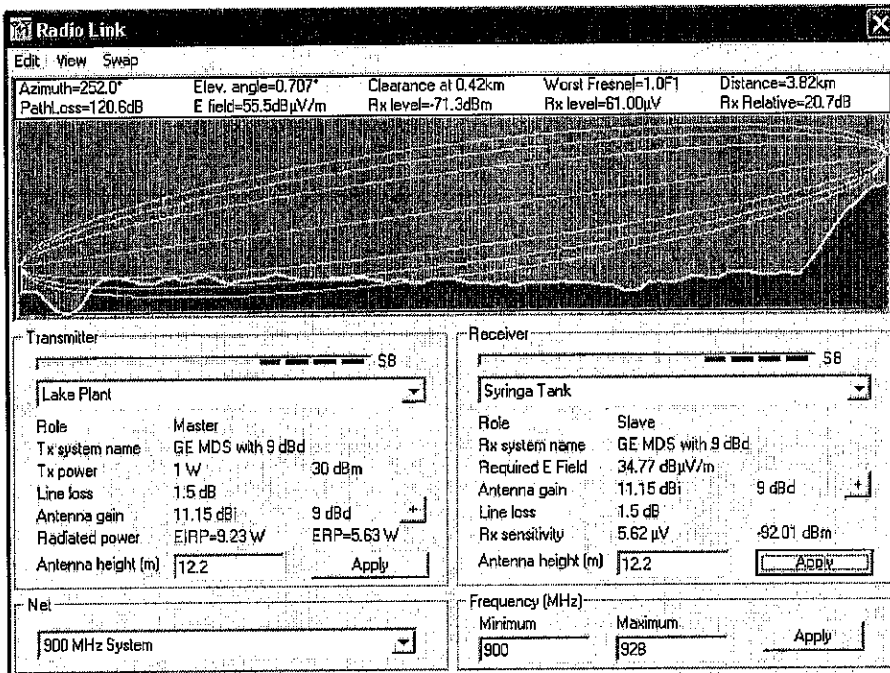 Radio Link
Edit View Swap
Azimuth=252.0° Elev. angle=0.707° Clearance at 0.42km Worst Fresnel=1.0F1 Distance=3.82km
PathLoss=120.6dB E field=55.5dBµV/m Rx level=-71.3dBm Rx level=61.00µV Rx Relative=20.7dB
Transmitter
S8
Lake Plant
Role Master
Tx system name GE MDS with 9 dBd
Tx power 1 W 30 dBm
Line loss 1.5 dB
Antenna gain 11.15 dBi 9 dBd +
Radiated power EIRP=9.23 W ERP=5.63 W
Antenna height (m) 12.2 Apply
Net
900 MHz System
Receiver
S8
Syringa Tank
Role Slave
Rx system name GE MDS with 9 dBd
Required E Field 34.77 dBµV/m
Antenna gain 11.15 dBi 9 dBd +
Line loss 1.5 dB
Rx sensitivity 5.62 µV -92.01 dBm
Antenna height (m) 12.2 Apply
Frequency (MHz)
Minimum Maximum
900 928 Apply